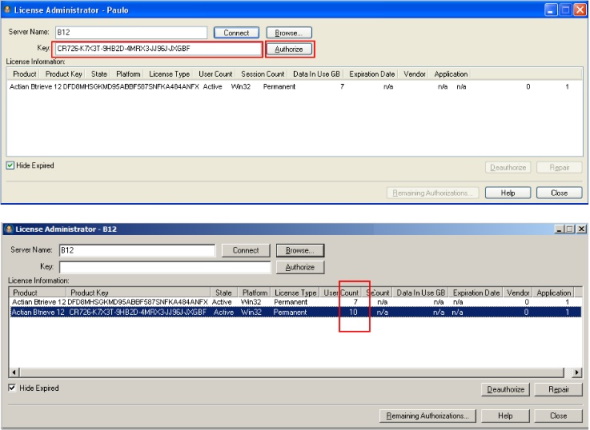 License Administrator - Paulo
Server Name: B12 Connect Browse...
Key: CR726-K7X3T-9HB2D-4MRX3-JJ96J-JXGBF Authorize
License Information:
Product Product Key State Platform License Type User Count Session Count Data In Use GB Expiration Date Vendor Application
Actian Btrieve 12 DFD8MHSGKMD95ABBF587SNFKA484ANFX Active Win32 Permanent 7 n/a n/a n/a 0 1
Hide Expired
Deauthorize Repair
Remaining Authorizations... Help Close
License Administrator - B12
Server Name: B12 Connect Browse...
Key: Authorize
License Information:
Product Product Key State Platform License Type User Count Count Data In Use GB Expiration Date Vendor Application
Actian Btrieve 12 DFD8MHSGKMD95ABBF587SNFKA484ANFX Active Win32 Permanent 7 n/a n/a n/a 0 1
Actian Btrieve 12 CR726-K7X3T-9HB2D-4MRX3-JJ96J-JXGBF Active Win32 Permanent 10 n/a n/a n/a 0 1
Hide Expired
Deauthorize Repair
Remaining Authorizations... Help Close